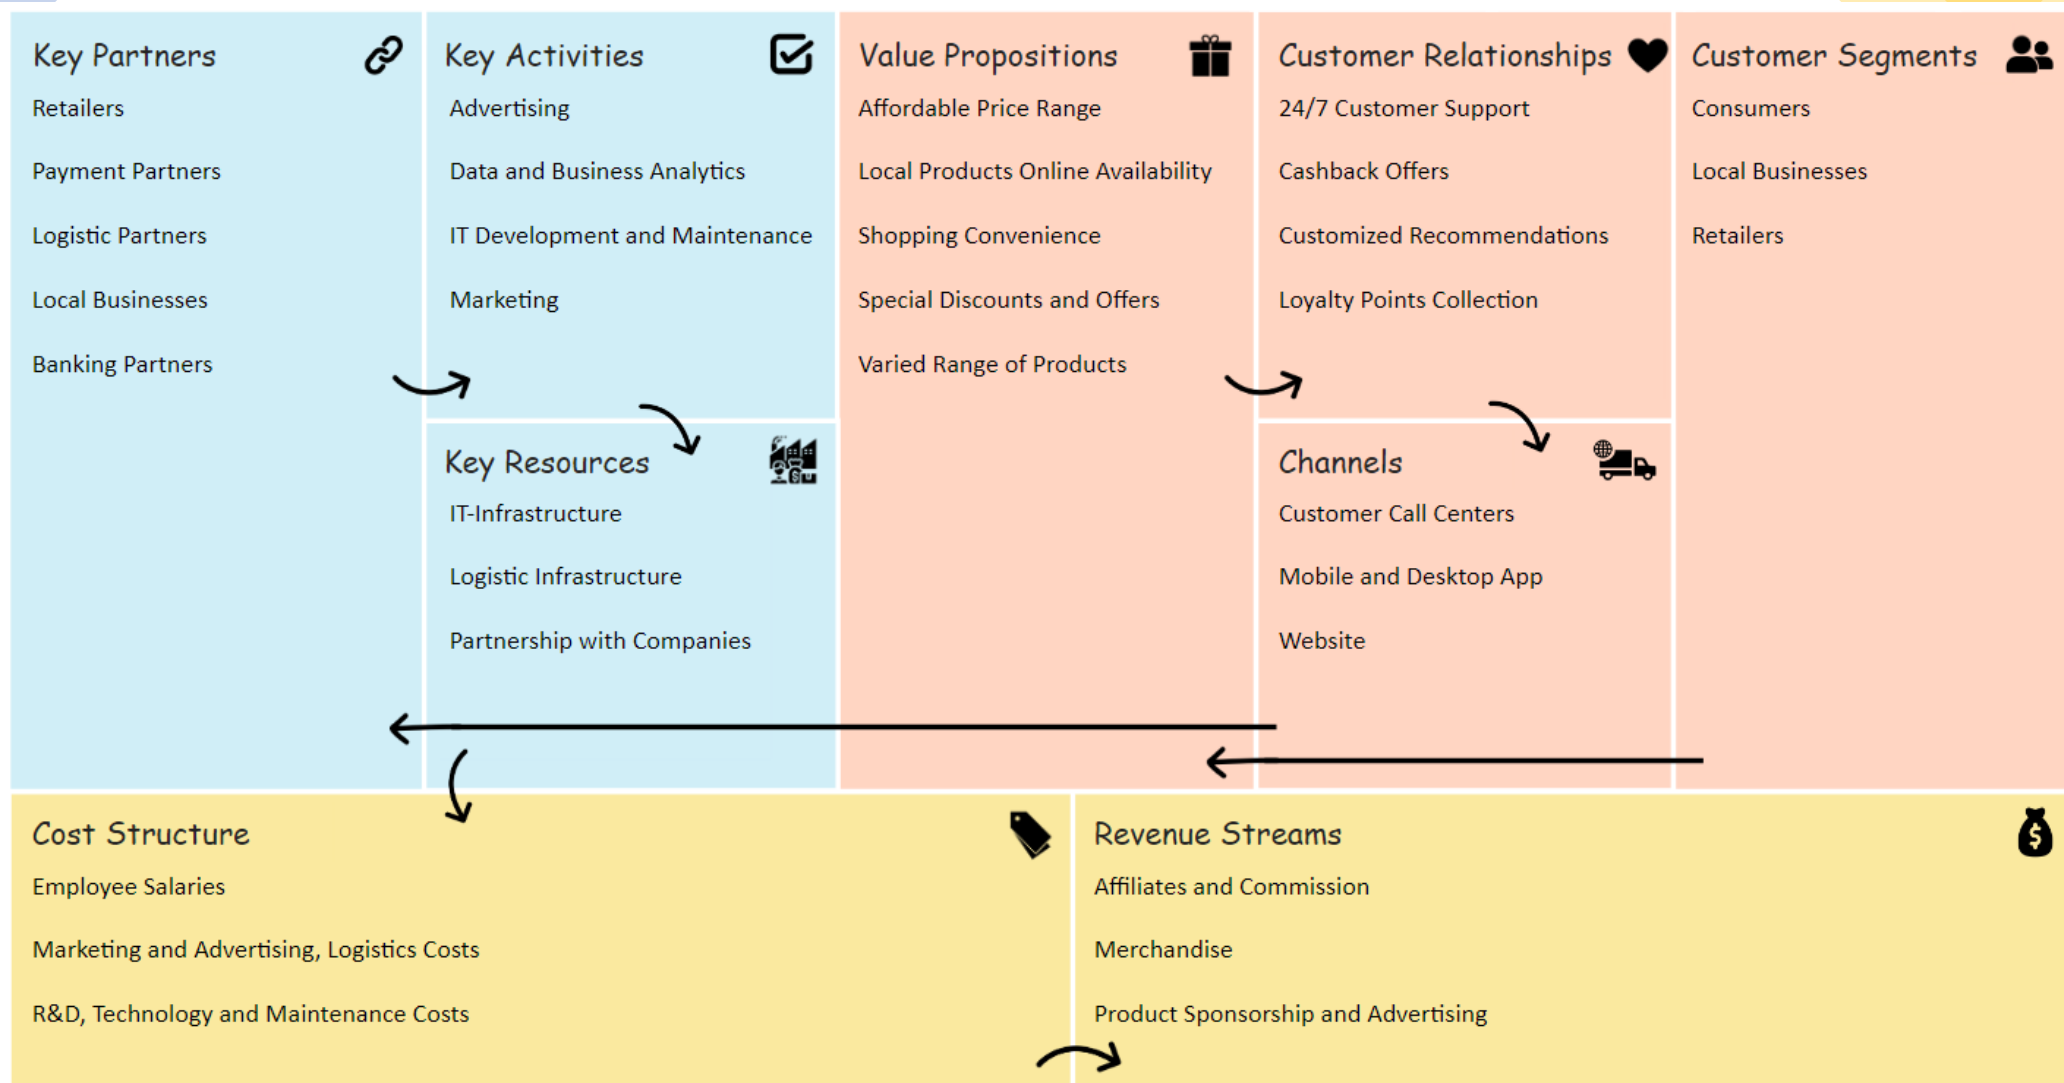 Key Partners
Retailers
Payment Partners
Logistic Partners
Local Businesses
Banking Partners
Key Activities
Advertising
Data and Business Analytics
IT Development and Maintenance
Marketing
Key Resources
IT-Infrastructure
Logistic Infrastructure
Partnership with Companies
Value Propositions
Affordable Price Range
Local Products Online Availability
Shopping Convenience
Special Discounts and Offers
Varied Range of Products
Customer Relationships
24/7 Customer Support
Cashback Offers
Customized Recommendations
Loyalty Points Collection
Channels
Customer Call Centers
Mobile and Desktop App
Website
Customer Segments
Consumers
Local Businesses
Retailers
Cost Structure
Employee Salaries
Marketing and Advertising, Logistics Costs
R&D, Technology and Maintenance Costs
Revenue Streams
Affiliates and Commission
Merchandise
Product Sponsorship and Advertising